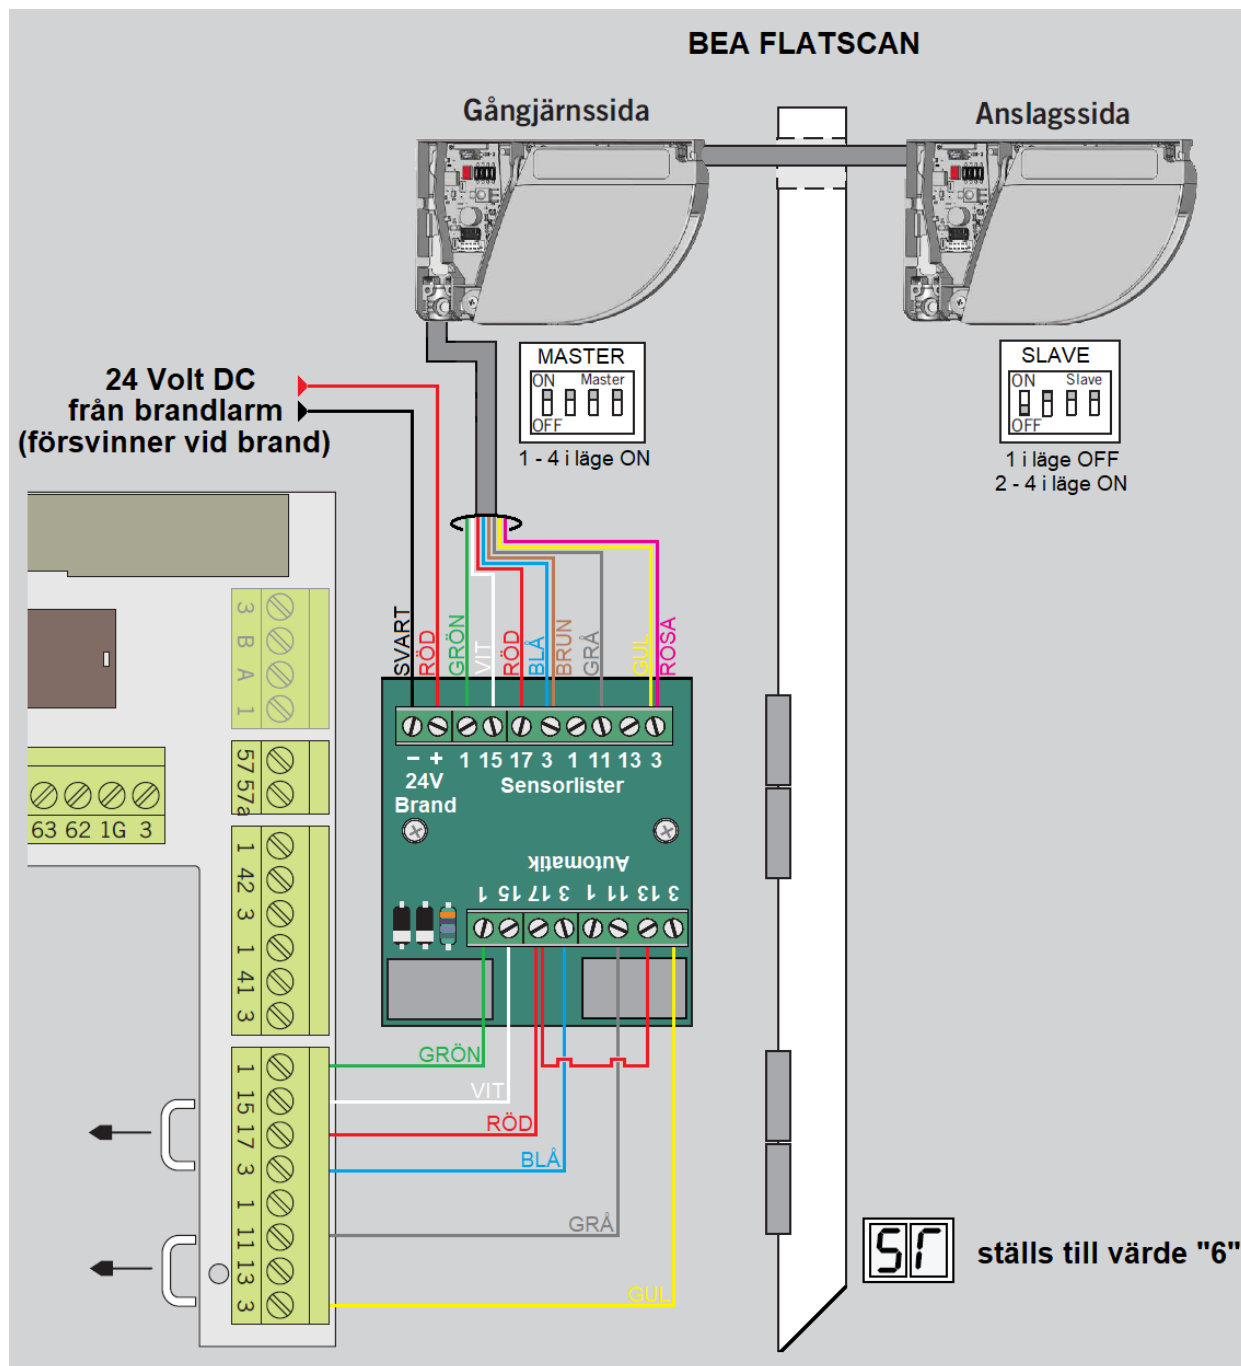 BEA FLATSCAN
Gångjärnssida
Anslagssida
MASTER
ON Master
OFF
1 - 4 i läge ON
SLAVE
ON Slave
OFF
1 i läge OFF
2 - 4 i läge ON
24 Volt DC
från brandlarm
(försvinner vid brand)
SVART
RÖD
GRÖN
VIT
RÖD
BLÅ
BRUN
GRÅ
GUL
ROSA
3
B
A
1
57
57a
63 62 1G 3
1
42
3
1
41
3
1
15
17
3
1
11
13
3
– + 1 15 17 3 1 11 13 3
24V
Brand
Sensorlister
Automatik
1 15 17 3 1 11 13 3
GRÖN
VIT
RÖD
BLÅ
GRÅ
GUL
Sr
ställs till värde "6"